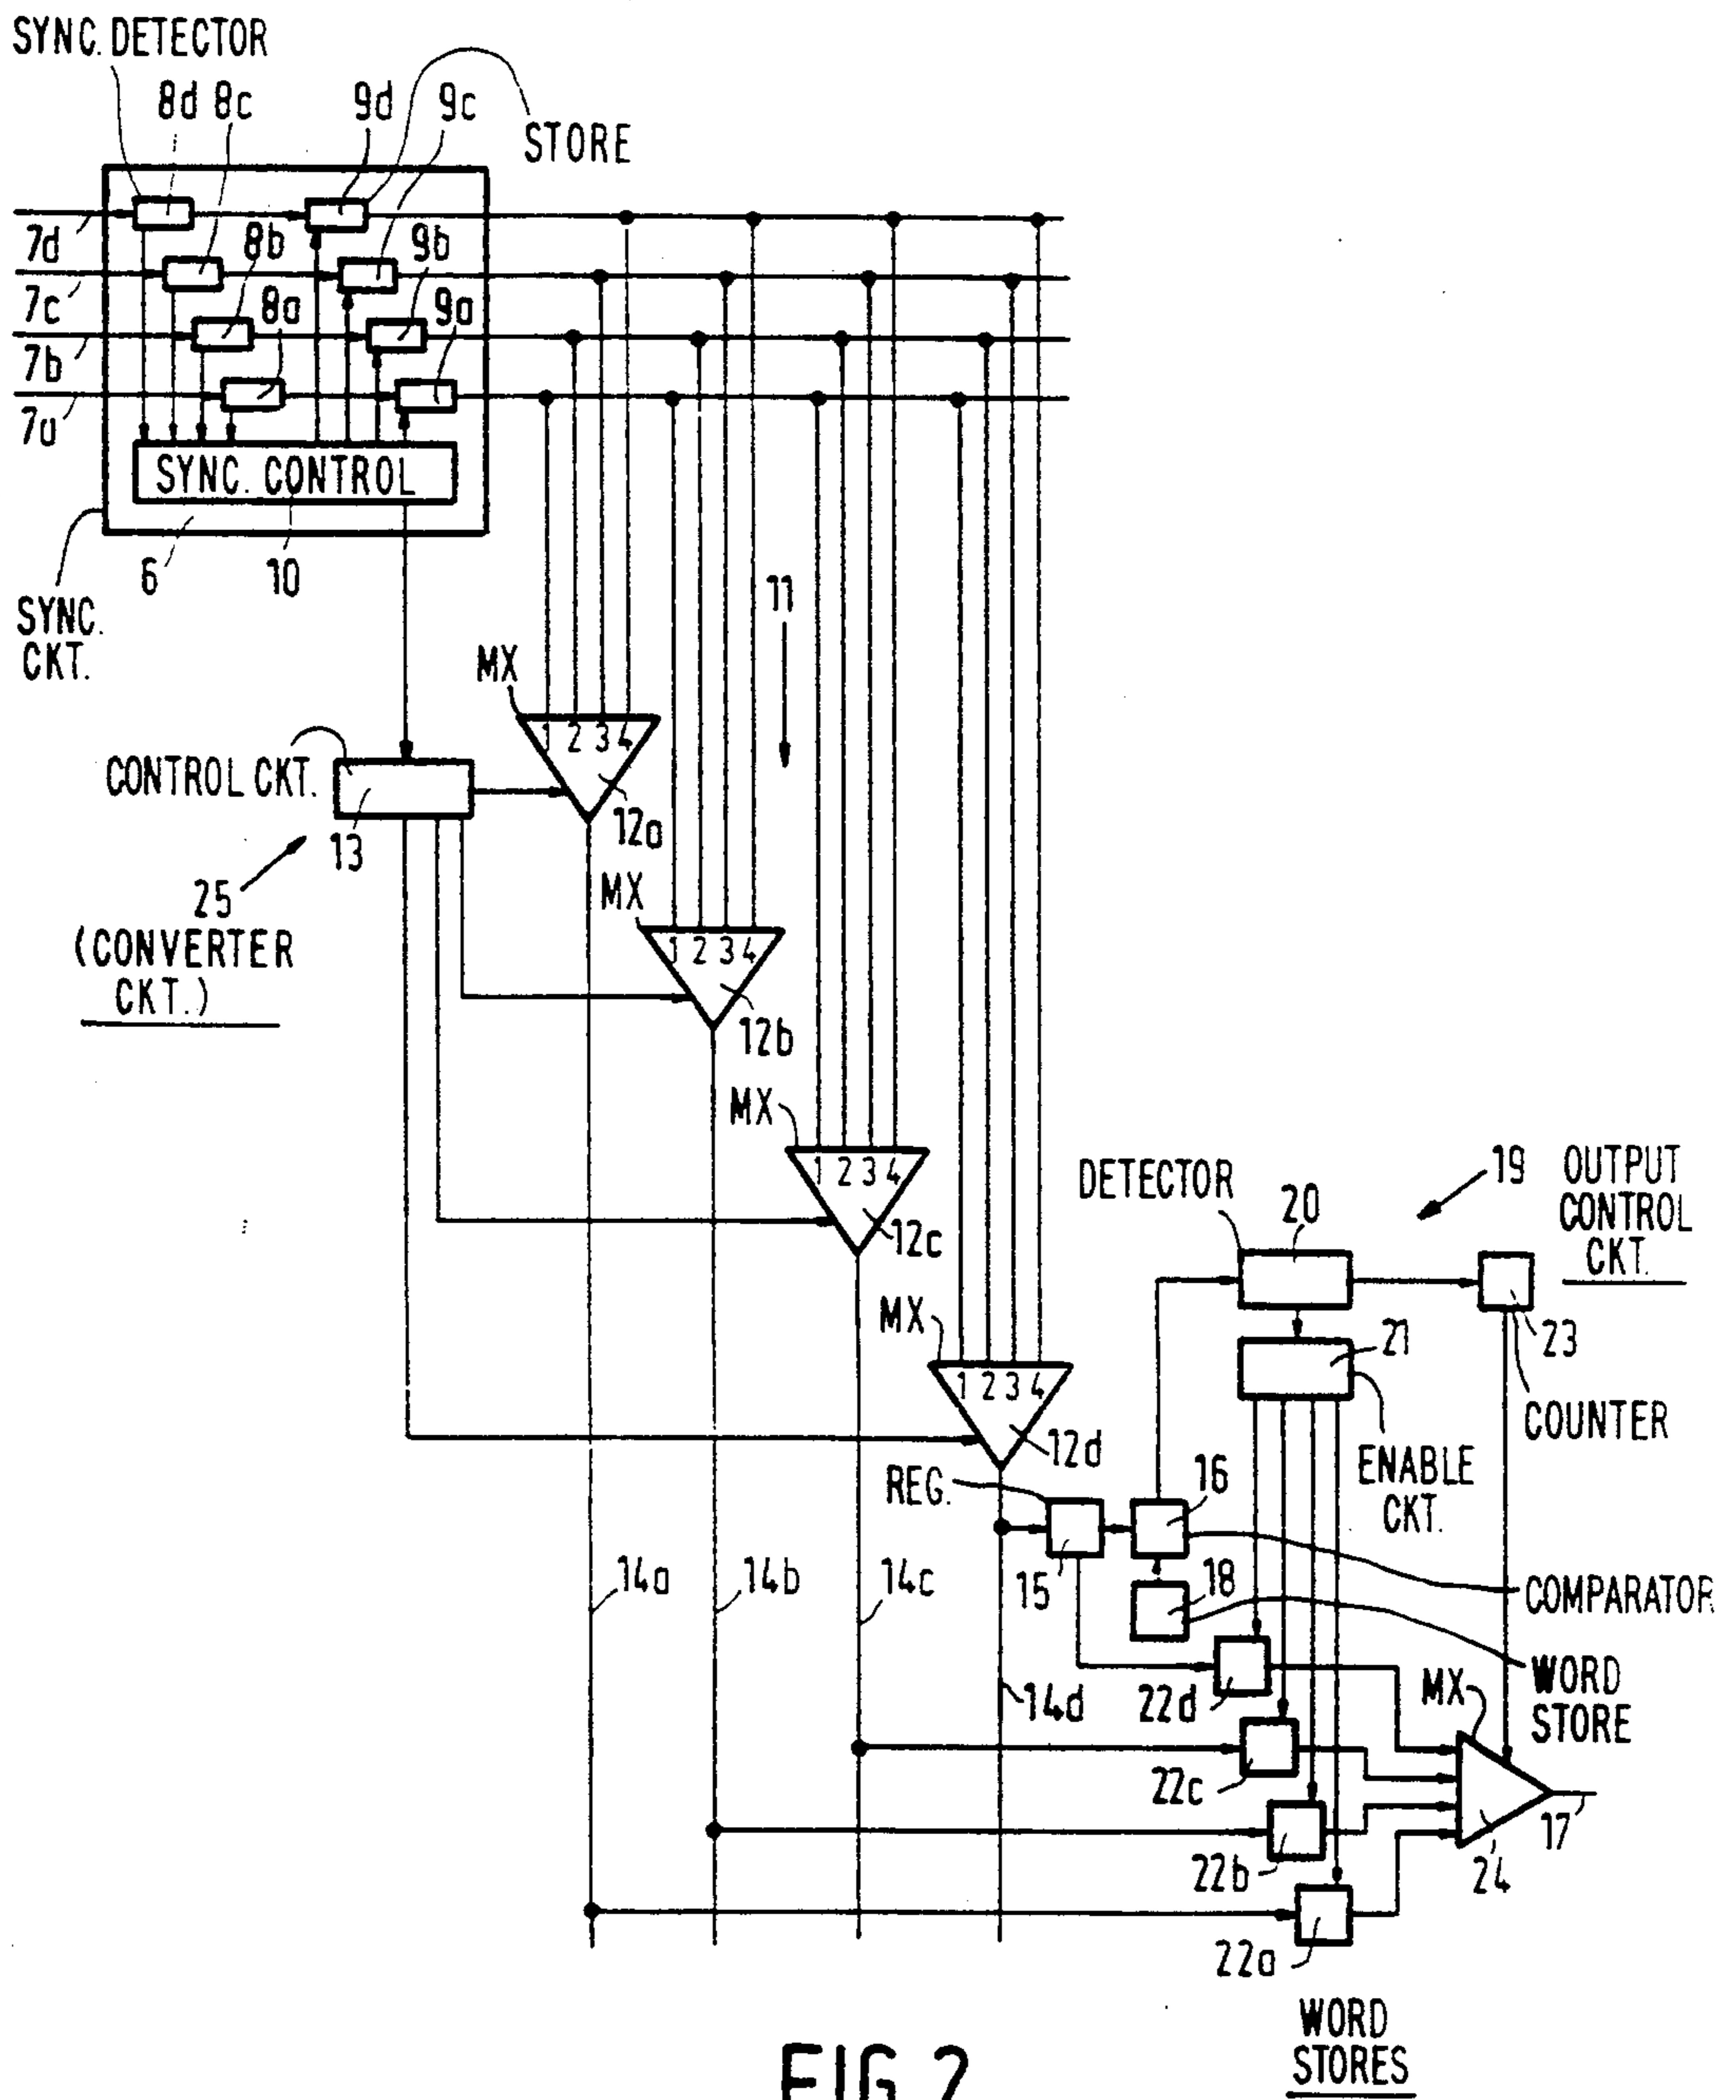 SYNC. DETECTOR
8d 8c 9d 9c
STORE
7d
8b 9b
7c
8a 9a
7b
7a
SYNC. CONTROL
6 10
SYNC.
CKT.
11
MX
1 2 3 4
CONTROL CKT.
13
12a
25
(CONVERTER
CKT.)
MX
1 2 3 4
12b
MX
1 2 3 4
12c
DETECTOR 20
19 OUTPUT
CONTROL
CKT.
MX
1 2 3 4
12d
21
23
COUNTER
ENABLE
CKT.
REG.
16
15
18
COMPARATOR
14a 14b 14c 14d
22d
WORD
STORE
MX
22c
22b
24
17
22a
WORD
STORES
FIG. 2